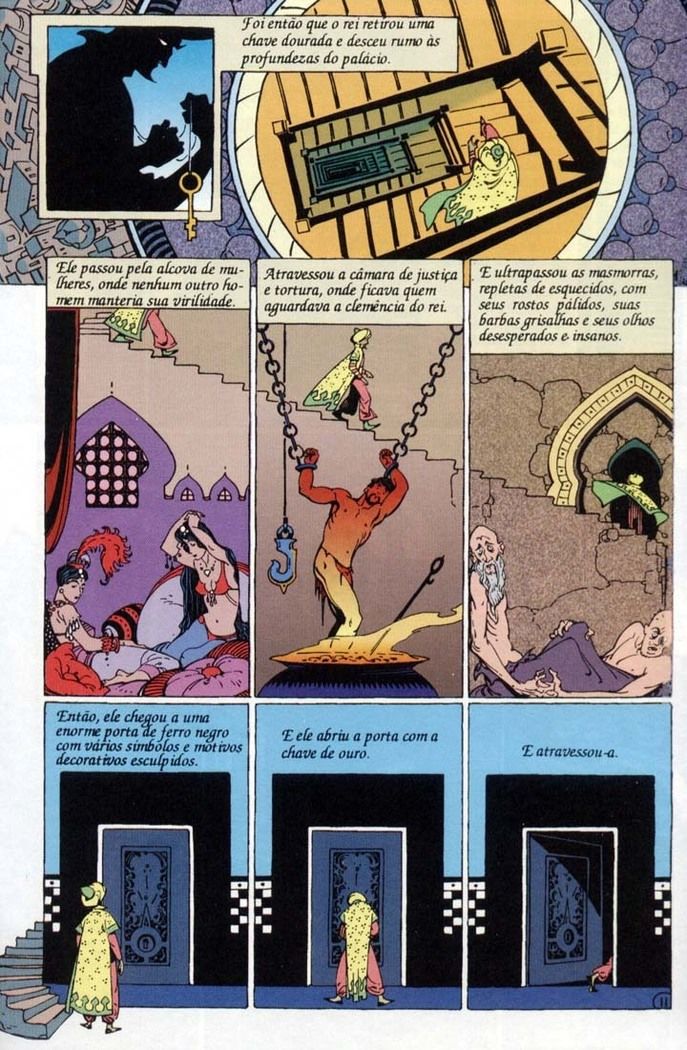 Foi então que o rei retirou uma
chave dourada e desceu rumo às
profundezas do palácio.
Ele passou pela alcova de mu-
lheres, onde nenhum outro ho-
mem manteria sua virilidade.
Atravessou a câmara de justiça
e tortura, onde ficava quem
aguardava a clemência do rei.
E ultrapassou as masmorras,
repletas de esquecidos, com
seus rostos pálidos, suas
barbas grisalhas e seus olhos
desesperados e insanos.
Então, ele chegou a uma
enorme porta de ferro negro
com vários símbolos e motivos
decorativos esculpidos.
E ele abriu a porta com a
chave de ouro.
E atravessou-a.
11